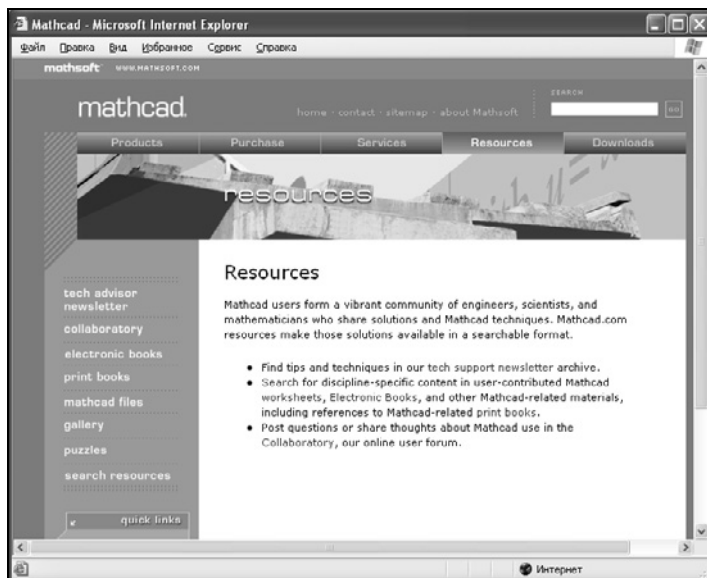 Mathcad - Microsoft Internet Explorer
Файл Правка Вид Избранное Сервис Справка
mathsoft WWW.MATHSOFT.COM
SEARCH
mathcad.
home · contact · sitemap · about Mathsoft
GO
Products Purchase Services Resources Downloads
resources
Resources
Mathcad users form a vibrant community of engineers, scientists, and
mathematicians who share solutions and Mathcad techniques. Mathcad.com
resources make those solutions available in a searchable format.
• Find tips and techniques in our tech support newsletter archive.
• Search for discipline-specific content in user-contributed Mathcad
worksheets, Electronic Books, and other Mathcad-related materials,
including references to Mathcad-related print books.
• Post questions or share thoughts about Mathcad use in the
Collaboratory, our online user forum.
tech advisor
newsletter
collaboratory
electronic books
print books
mathcad files
gallery
puzzles
search resources
quick links
Интернет